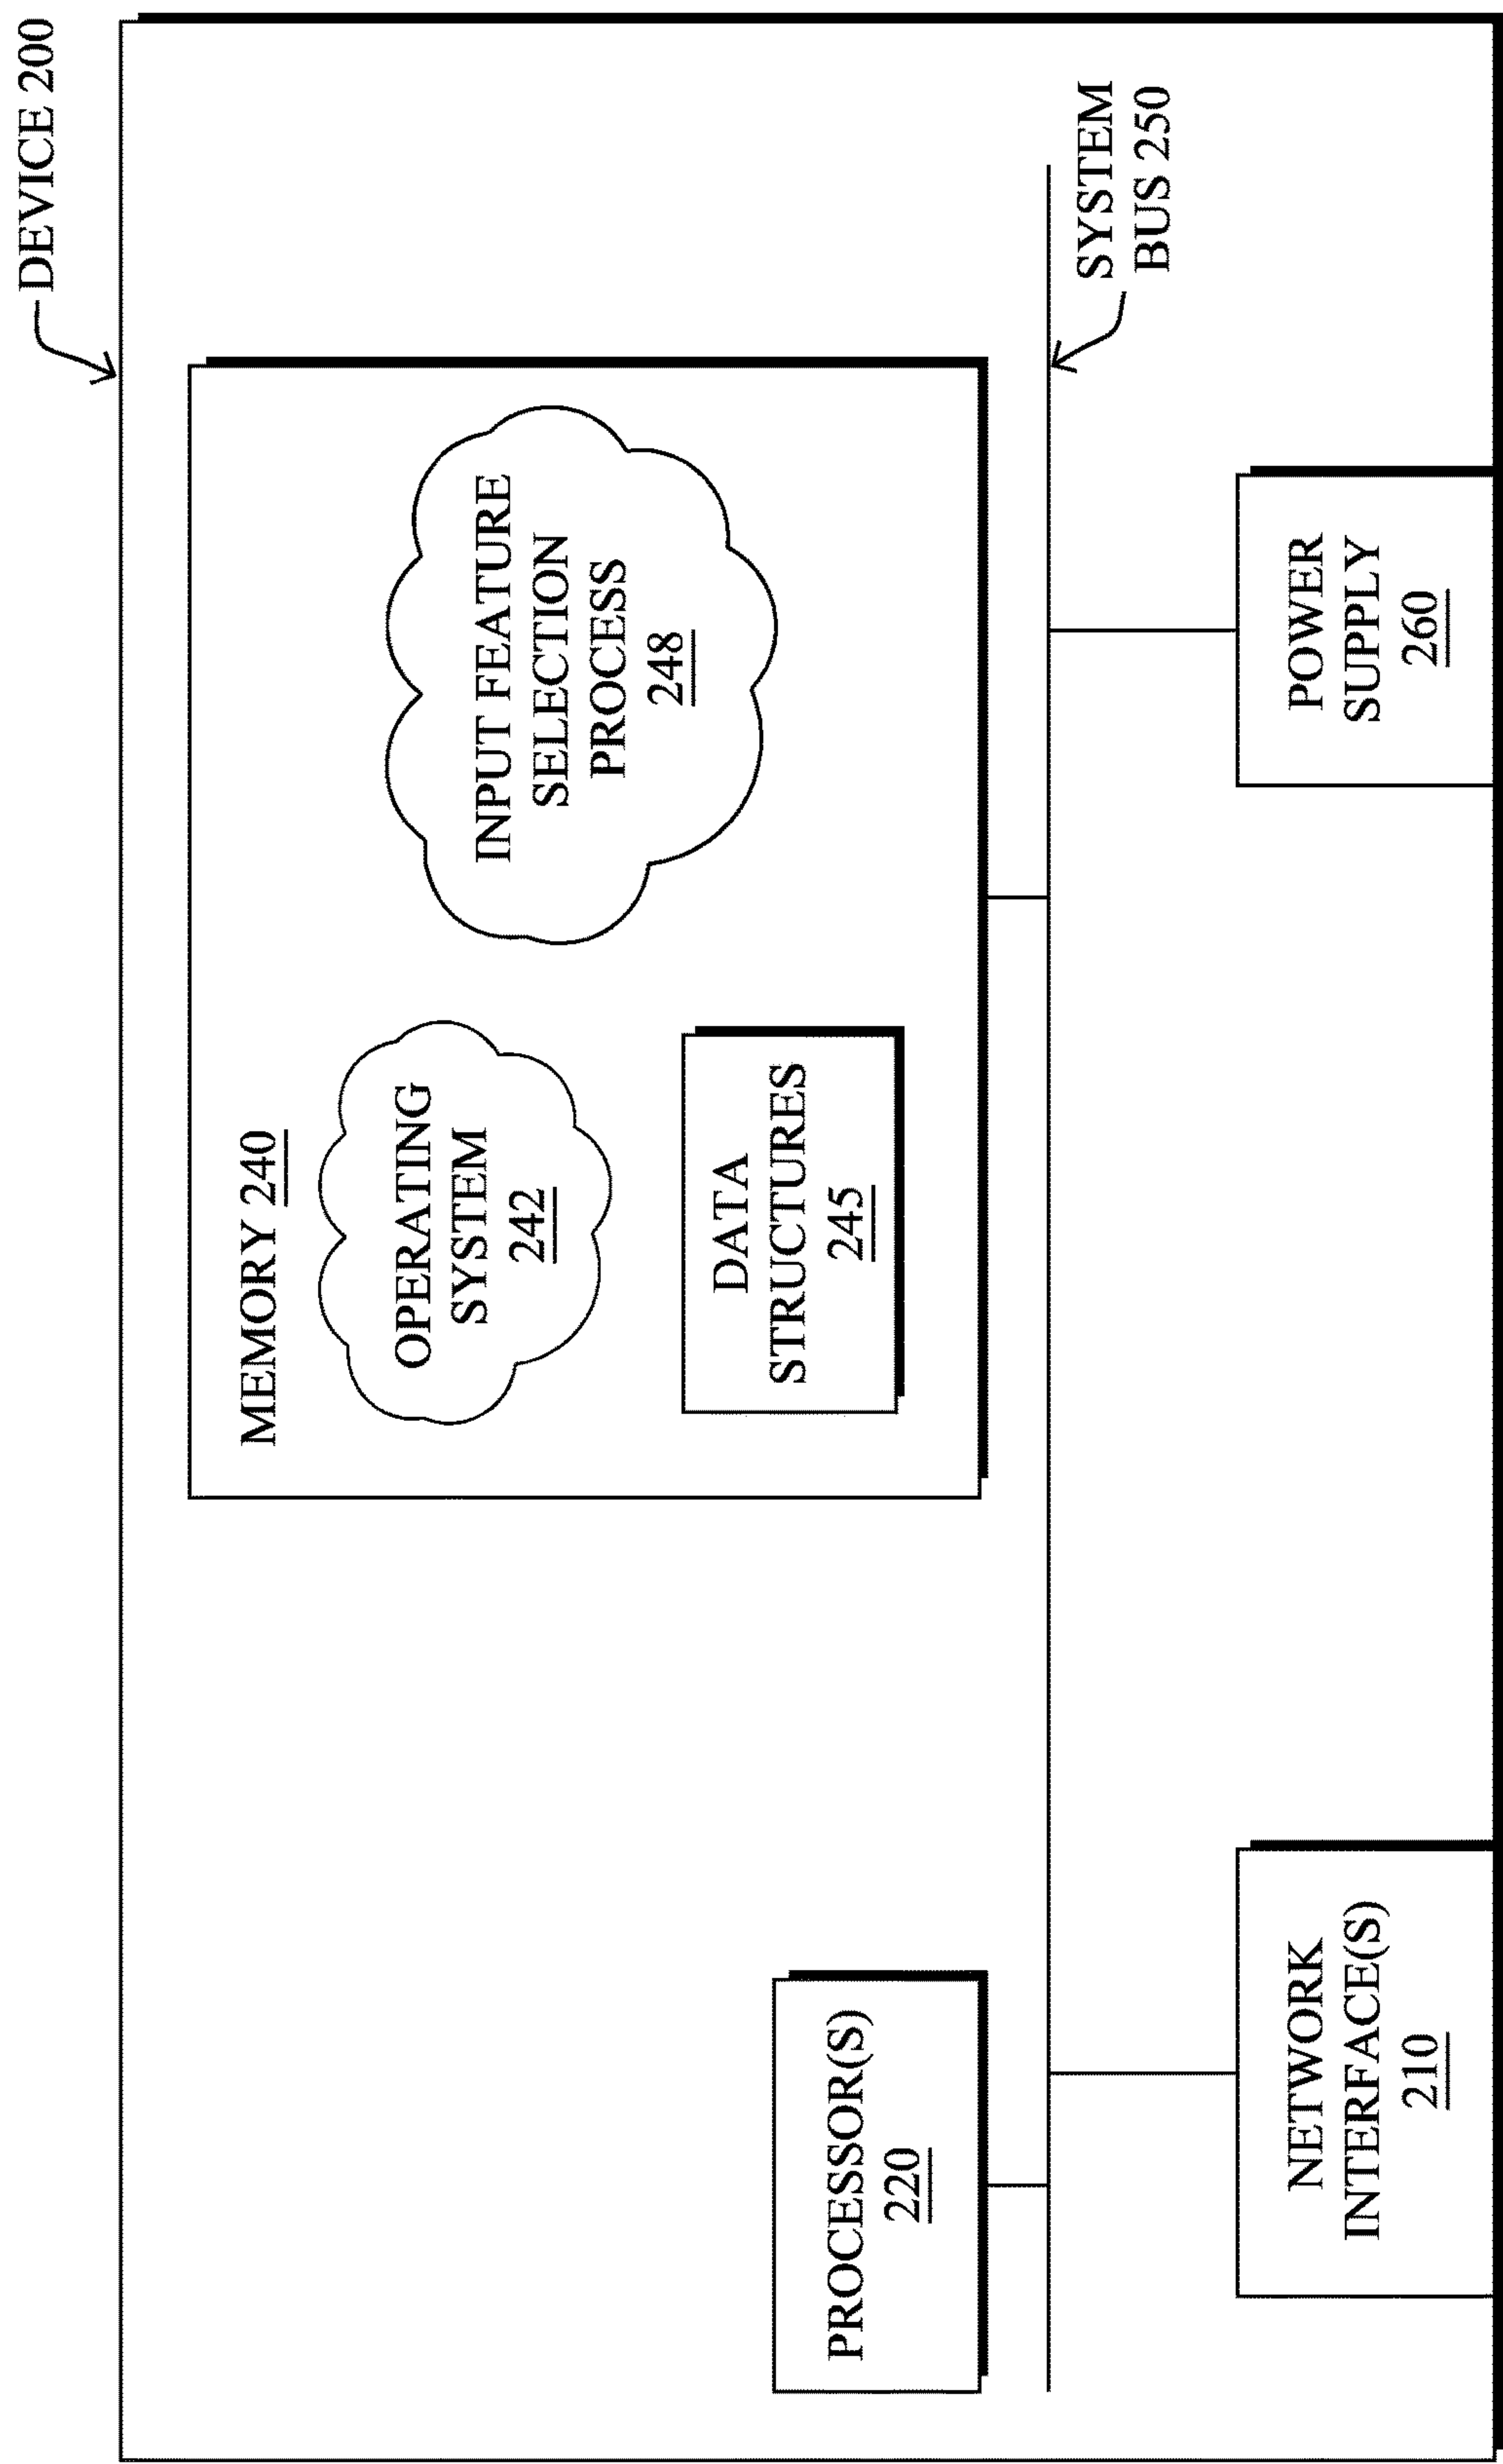 DEVICE 200
MEMORY 240
OPERATING
SYSTEM
242
INPUT FEATURE
SELECTION
PROCESS
248
DATA
STRUCTURES
245
PROCESSOR(S)
220
SYSTEM
BUS 250
NETWORK
INTERFACE(S)
210
POWER
SUPPLY
260